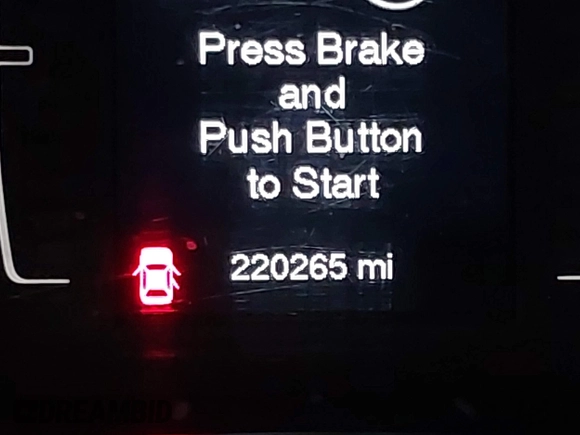 Press Brake
and
Push Button
to Start
220265 mi